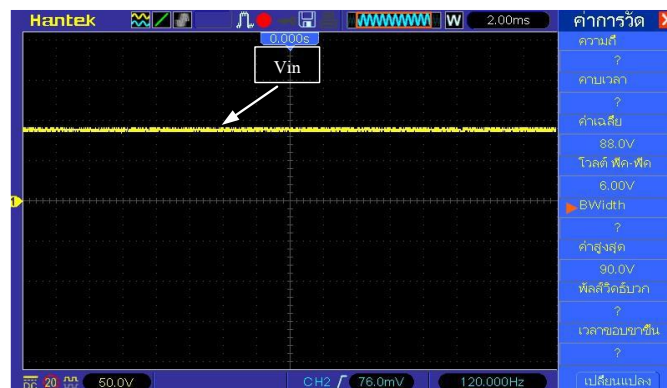 Hantek W 2.00ms ค่าการวัด
0.000s
Vin
ความถี่
?
คาบเวลา
?
ค่าเฉลี่ย
88.0V
โวลต์ พีค-พีค
6.00V
BWidth
?
ค่าสูงสุด
90.0V
พัลส์วิดธ์บวก
?
เวลาขอบขาขึ้น
?
1
DC 20 50.0V CH2 76.0mV 120.000Hz เปลี่ยนแปลง